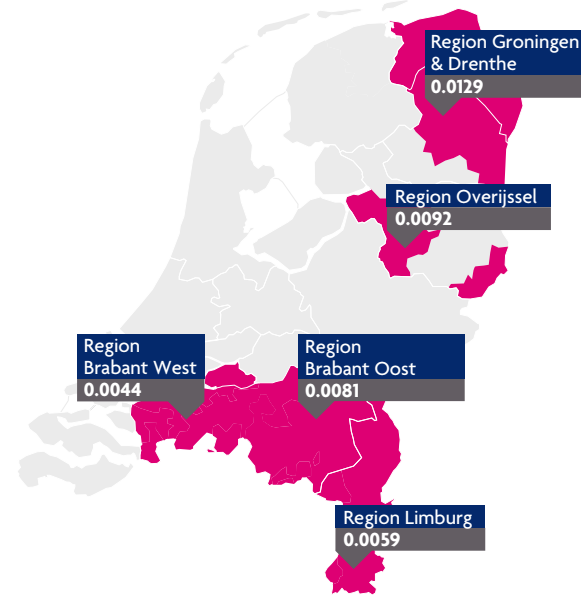 Region Groningen
& Drenthe
0.0129
Region Overijssel
0.0092
Region
Brabant West
0.0044
Region
Brabant Oost
0.0081
Region Limburg
0.0059